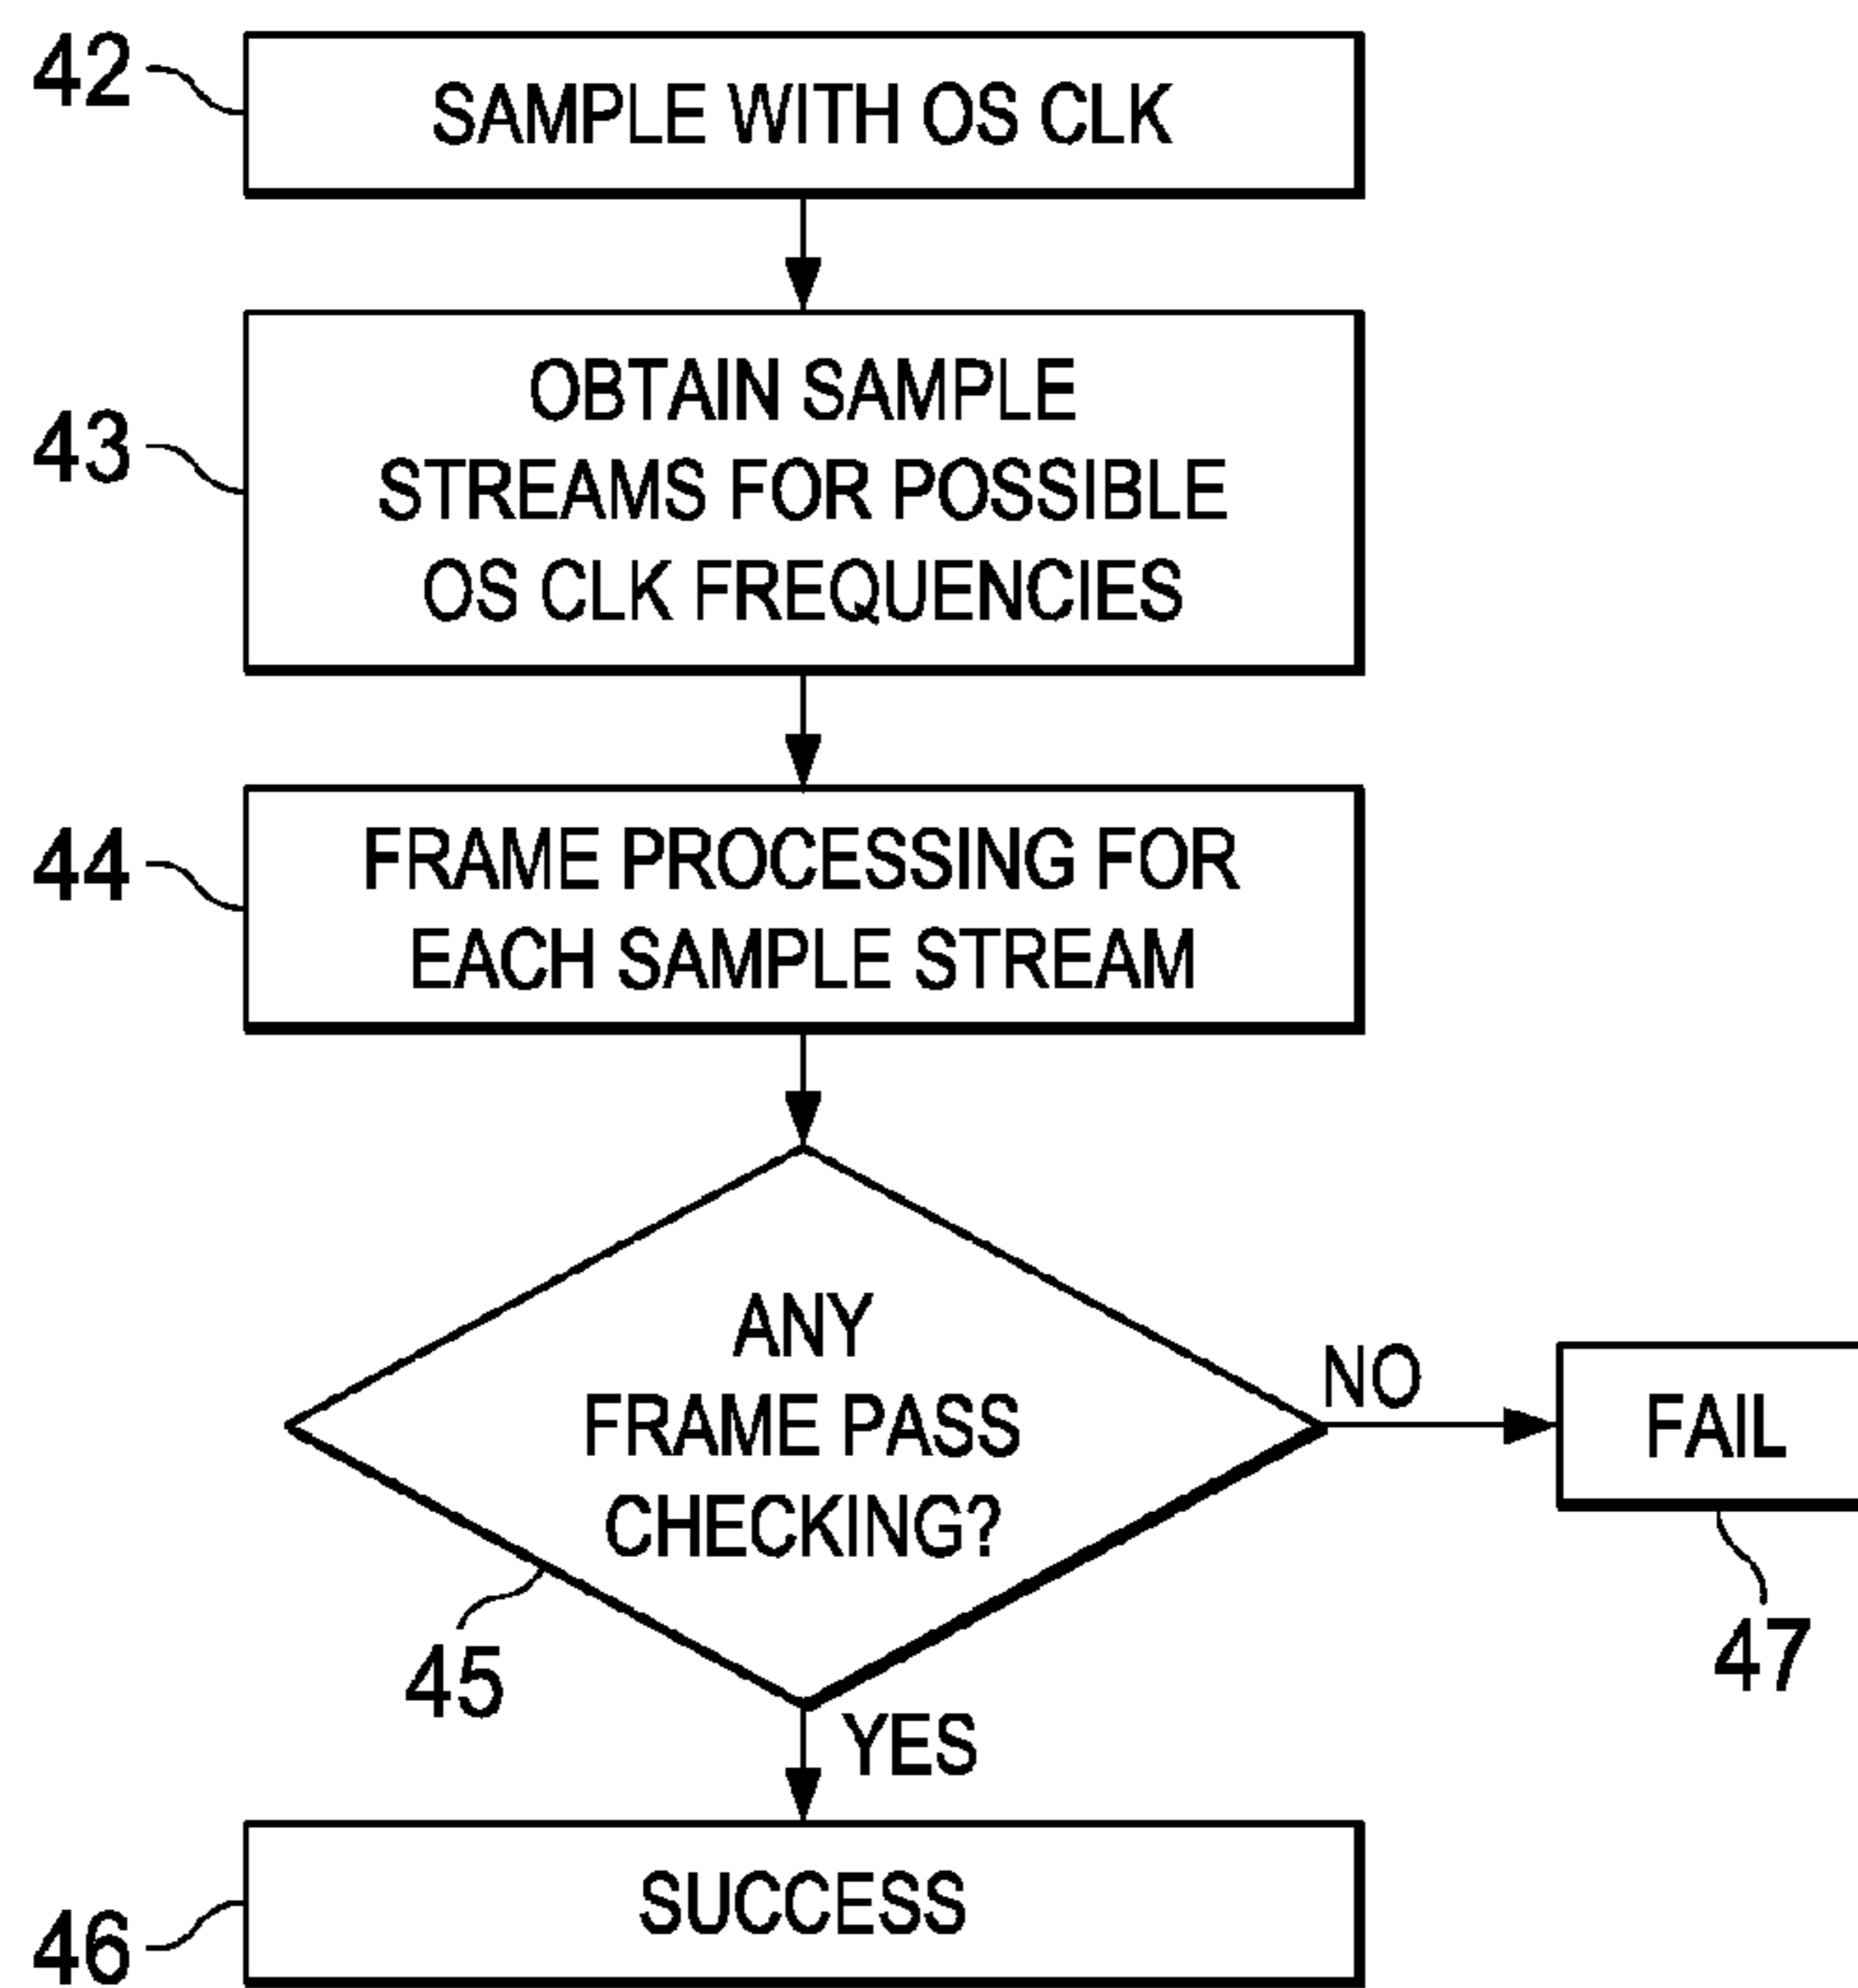 42
SAMPLE WITH OS CLK
43
OBTAIN SAMPLE
STREAMS FOR POSSIBLE
OS CLK FREQUENCIES
44
FRAME PROCESSING FOR
EACH SAMPLE STREAM
ANY
FRAME PASS
CHECKING?
NO
FAIL
45
47
YES
SUCCESS
46